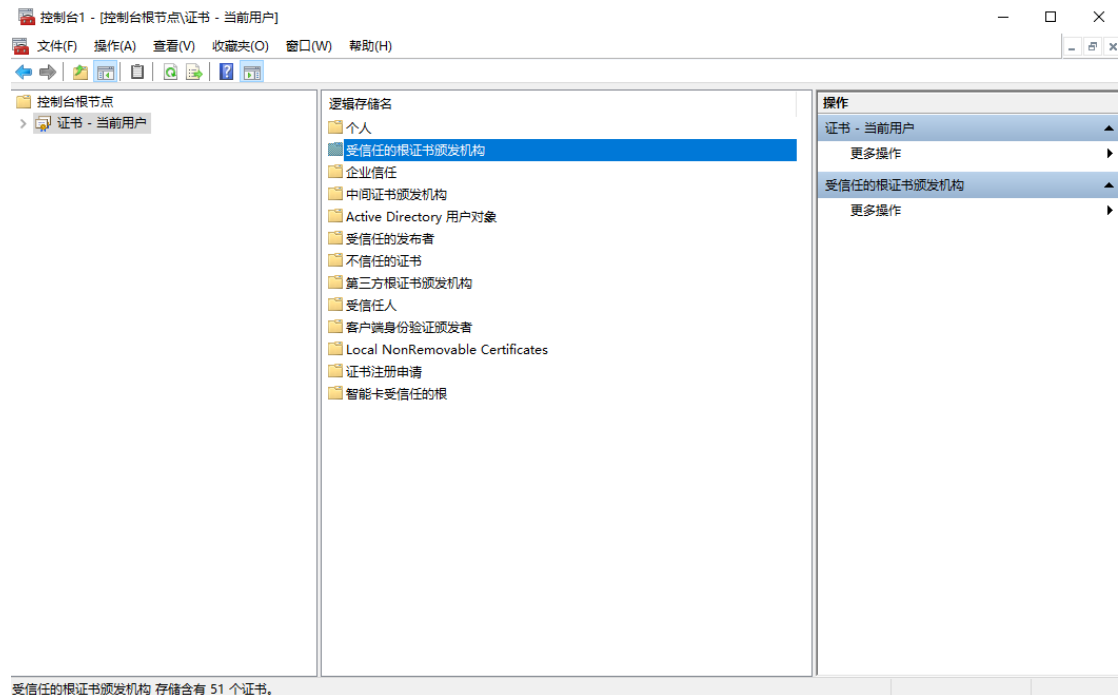 控制台1 - [控制台根节点\证书 - 当前用户]
文件(F) 操作(A) 查看(V) 收藏夹(O) 窗口(W) 帮助(H)
控制台根节点
证书 - 当前用户
逻辑存储名
个人
受信任的根证书颁发机构
企业信任
中间证书颁发机构
Active Directory 用户对象
受信任的发布者
不信任的证书
第三方根证书颁发机构
受信任人
客户端身份验证颁发者
Local NonRemovable Certificates
证书注册申请
智能卡受信任的根
操作
证书 - 当前用户
更多操作
受信任的根证书颁发机构
更多操作
受信任的根证书颁发机构 存储含有 51 个证书。